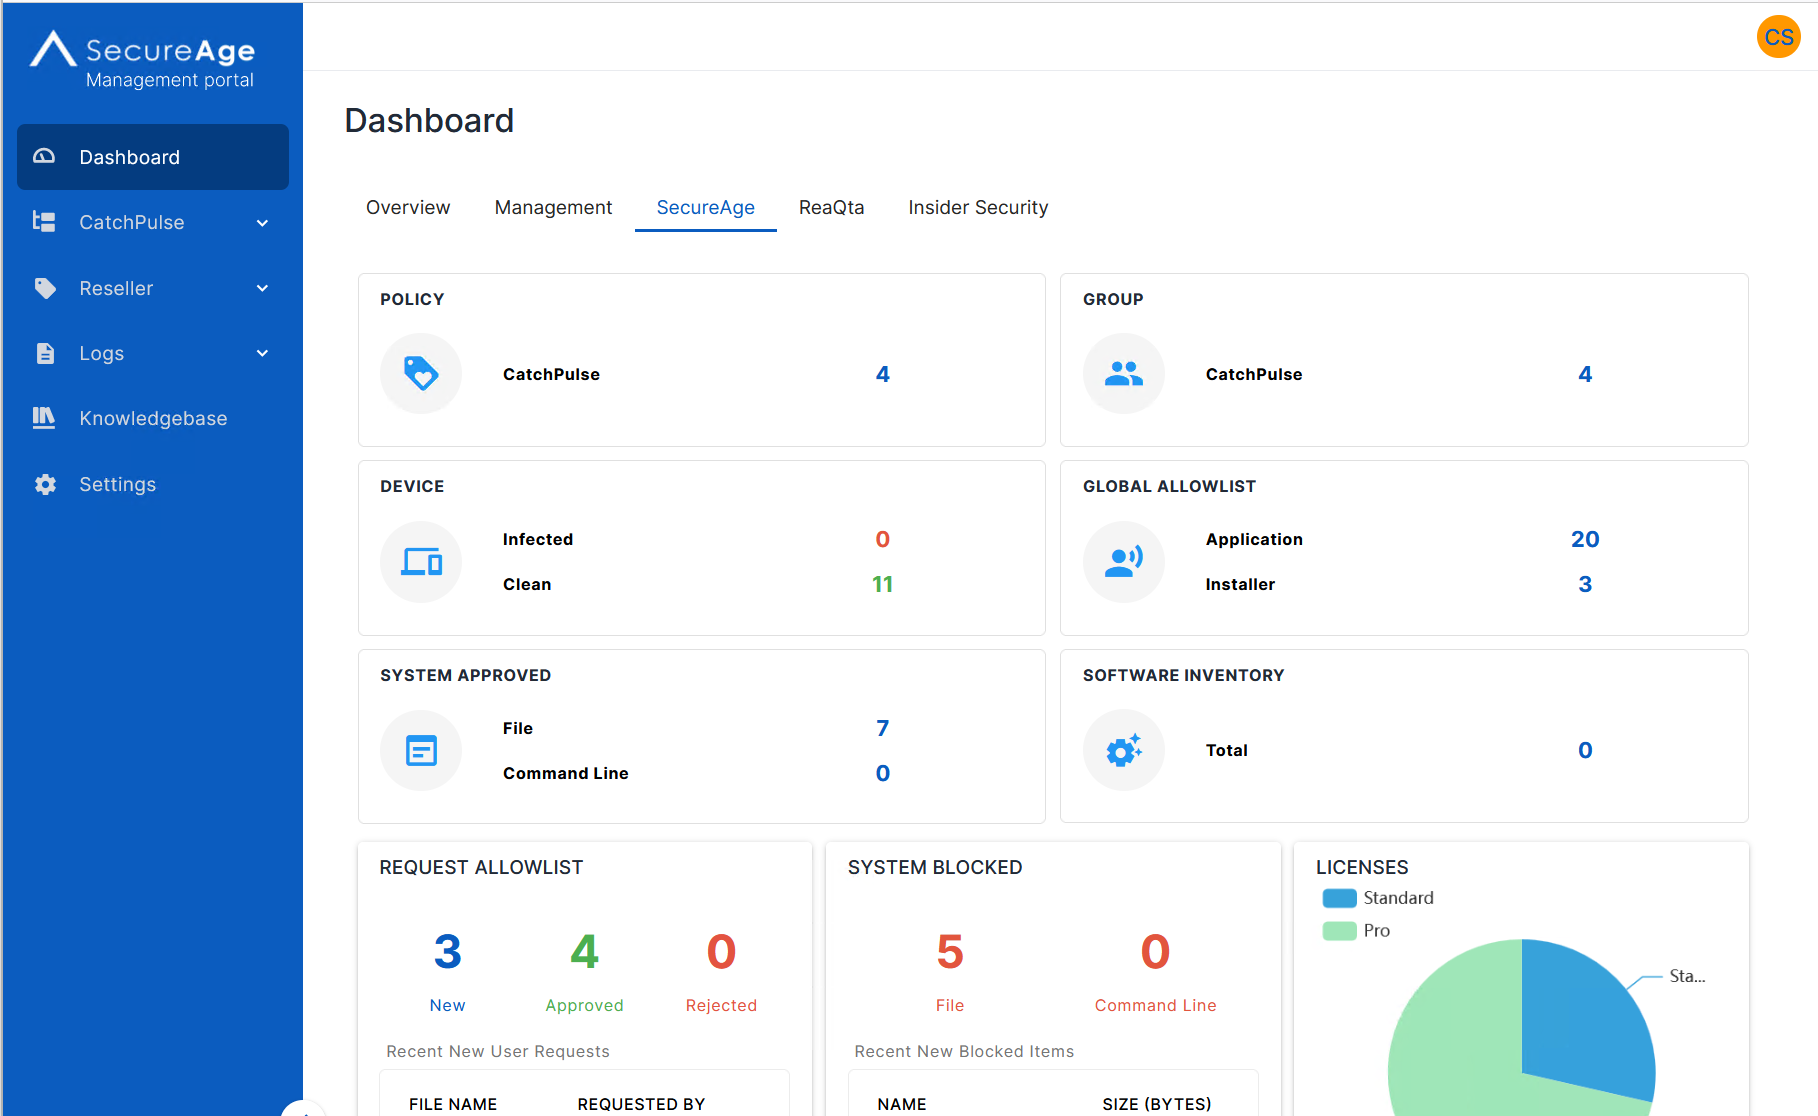 SecureAge
Management portal
CS
Dashboard
CatchPulse
Reseller
Logs
Knowledgebase
Settings
Dashboard
Overview Management SecureAge ReaQta Insider Security
POLICY
CatchPulse 4
GROUP
CatchPulse 4
DEVICE
Infected 0
Clean 11
GLOBAL ALLOWLIST
Application 20
Installer 3
SYSTEM APPROVED
File 7
Command Line 0
SOFTWARE INVENTORY
Total 0
REQUEST ALLOWLIST
3 4 0
New Approved Rejected
Recent New User Requests
FILE NAME REQUESTED BY
SYSTEM BLOCKED
5 0
File Command Line
Recent New Blocked Items
NAME SIZE (BYTES)
LICENSES
Standard
Pro
Sta...